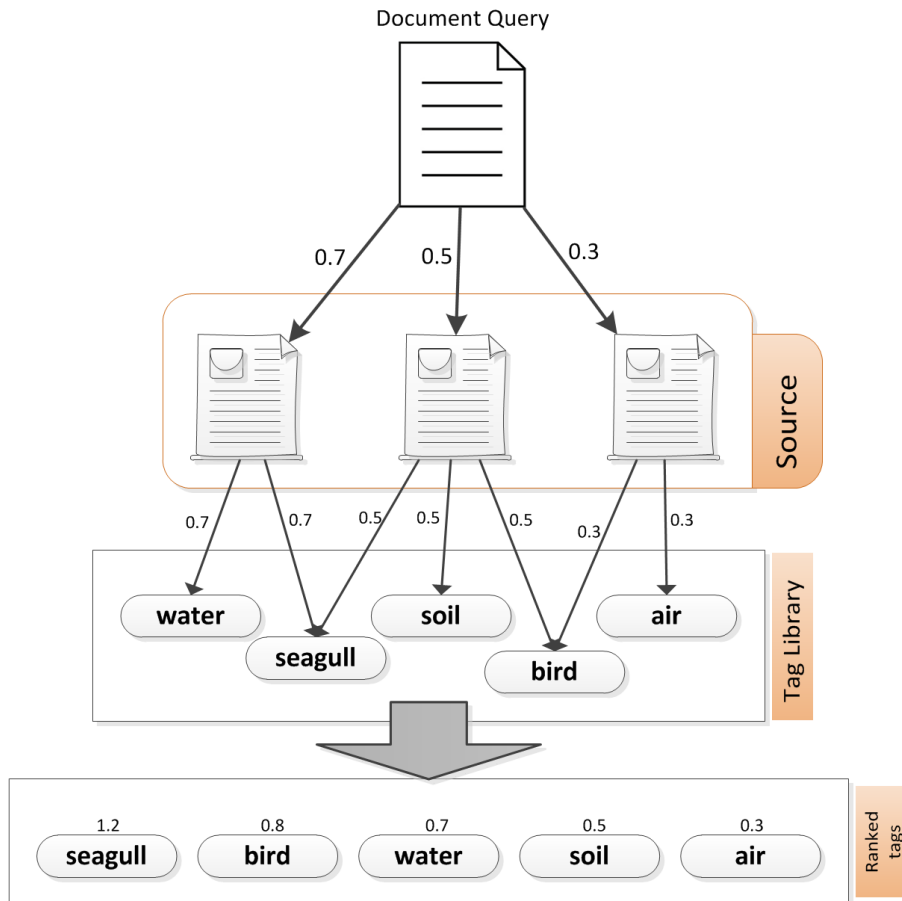 Document Query
0.7
0.5
0.3
Source
0.7
0.7
0.5
0.5
0.5
0.3
0.3
water
seagull
soil
bird
air
Tag Library
1.2
0.8
0.7
0.5
0.3
seagull
bird
water
soil
air
Ranked
tags